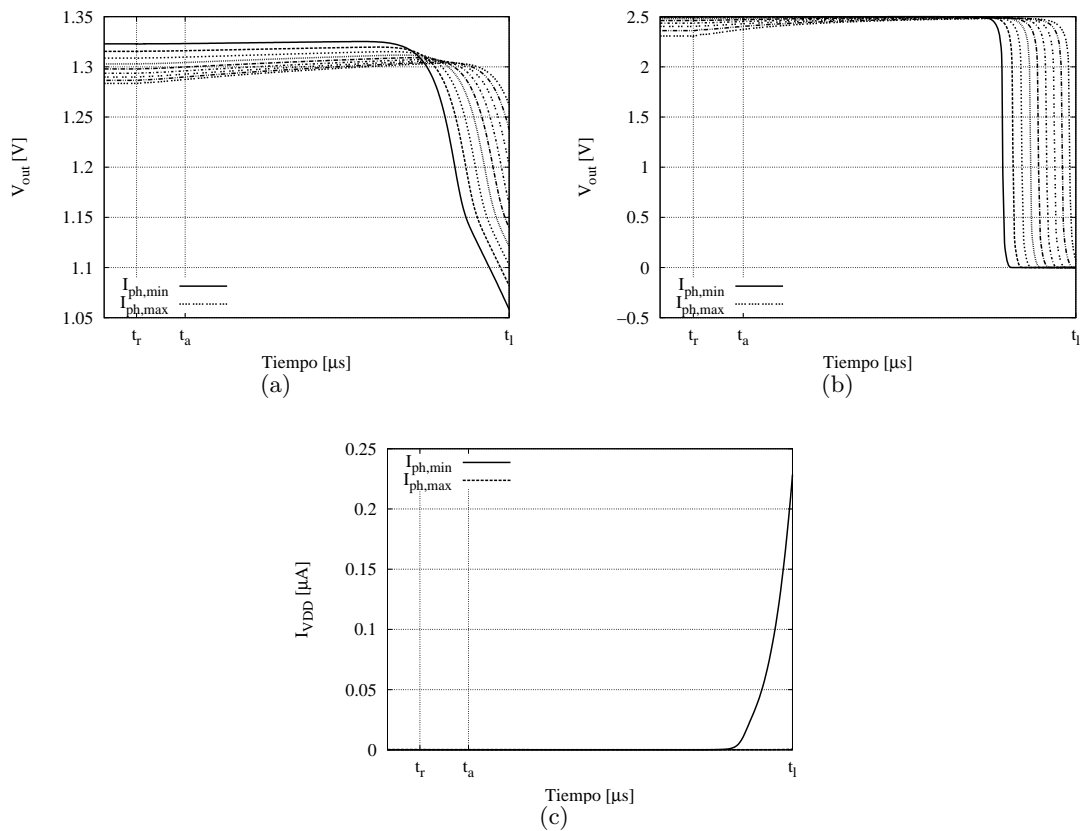 1.35
1.3
1.25
1.2
1.15
1.1
1.05
V_out [V]
I_ph,min
I_ph,max
t_r t_a t_l
Tiempo [µs]
(a)
2.5
2
1.5
1
0.5
0
−0.5
V_out [V]
I_ph,min
I_ph,max
t_r t_a t_l
Tiempo [µs]
(b)
0.25
0.2
0.15
0.1
0.05
0
I_VDD [µA]
I_ph,min
I_ph,max
t_r t_a t_l
Tiempo [µs]
(c)